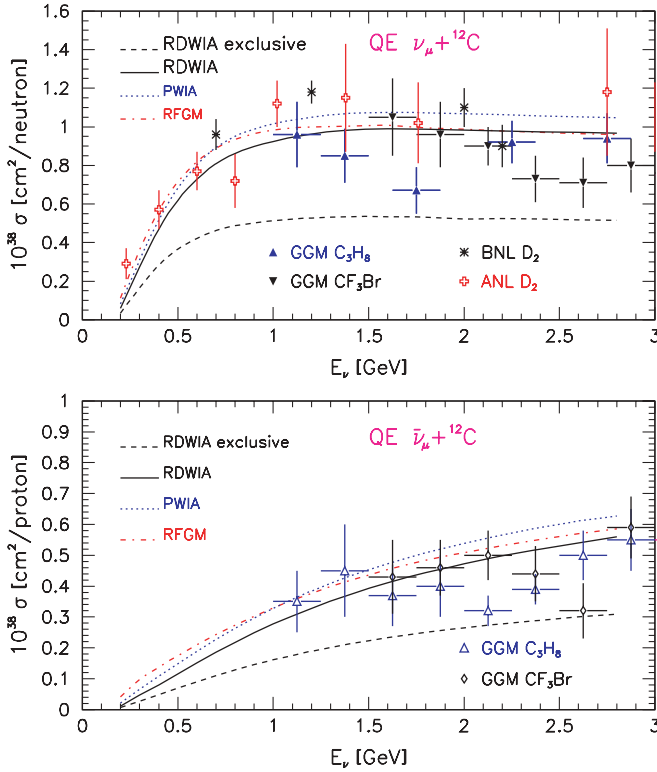 QE ν_μ + ¹²C
RDWIA exclusive
RDWIA
PWIA
RFGM
GGM C₃H₈
GGM CF₃Br
BNL D₂
ANL D₂
10³⁸ σ [cm²/neutron]
1.6
1.4
1.2
1
0.8
0.6
0.4
0.2
0
0 0.5 1 1.5 2 2.5 3
E_ν [GeV]
QE ν̄_μ + ¹²C
RDWIA exclusive
RDWIA
PWIA
RFGM
GGM C₃H₈
GGM CF₃Br
10³⁸ σ [cm²/proton]
1
0.9
0.8
0.7
0.6
0.5
0.4
0.3
0.2
0.1
0
0 0.5 1 1.5 2 2.5 3
E_ν [GeV]